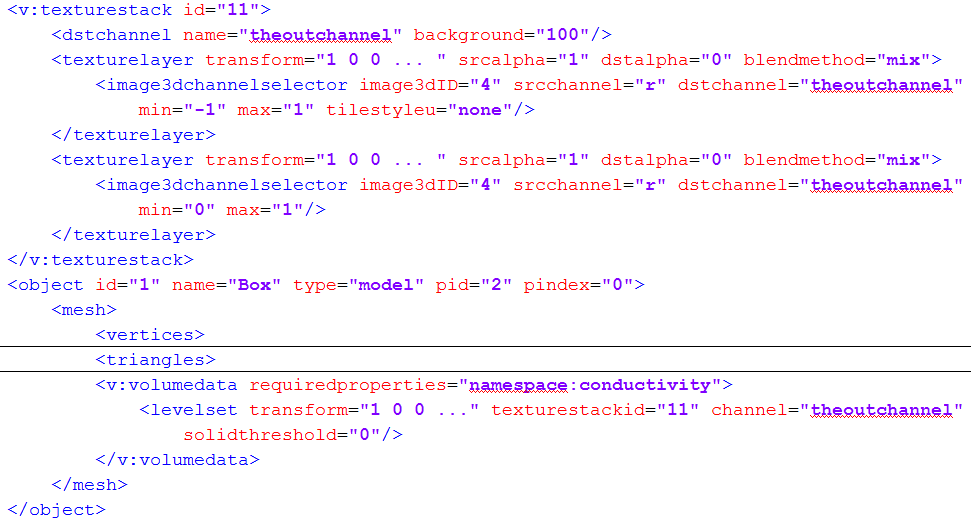 <v:texturestack id="11">
<dstchannel name="theoutchannel" background="100"/>
<texturelayer transform="1 0 0 ... " srcalpha="1" dstalpha="0" blendmethod="mix">
<image3dchannelselector image3dID="4" srcchannel="r" dstchannel="theoutchannel"
min="-1" max="1" tilestyleu="none"/>
</texturelayer>
<texturelayer transform="1 0 0 ... " srcalpha="1" dstalpha="0" blendmethod="mix">
<image3dchannelselector image3dID="4" srcchannel="r" dstchannel="theoutchannel"
min="0" max="1"/>
</texturelayer>
</v:texturestack>
<object id="1" name="Box" type="model" pid="2" pindex="0">
<mesh>
<vertices>
<triangles>
<v:volumedata requiredproperties="namespace:conductivity">
<levelset transform="1 0 0 ..." texturestackid="11" channel="theoutchannel"
solidthreshold="0"/>
</v:volumedata>
</mesh>
</object>